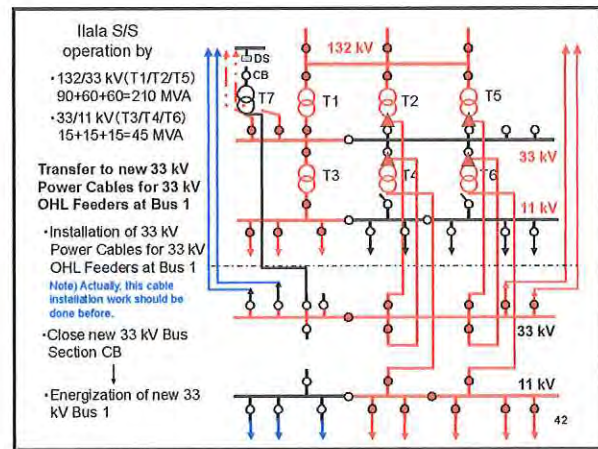 Ilala S/S
operation by
・132/33 kV(T1/T2/T5)
90+60+60=210 MVA
・33/11 kV(T3/T4/T6)
15+15+15=45 MVA
Transfer to new 33 kV
Power Cables for 33 kV
OHL Feeders at Bus 1
・Installation of 33 kV
Power Cables for 33 kV
OHL Feeders at Bus 1
Note) Actually, this cable
installation work should be
done before.
・Close new 33 kV Bus
Section CB
・Energization of new 33
kV Bus 1
132 kV
DS
CB
T7
T1
T2
T5
33 kV
T3
T4
T6
11 kV
33 kV
11 kV
42